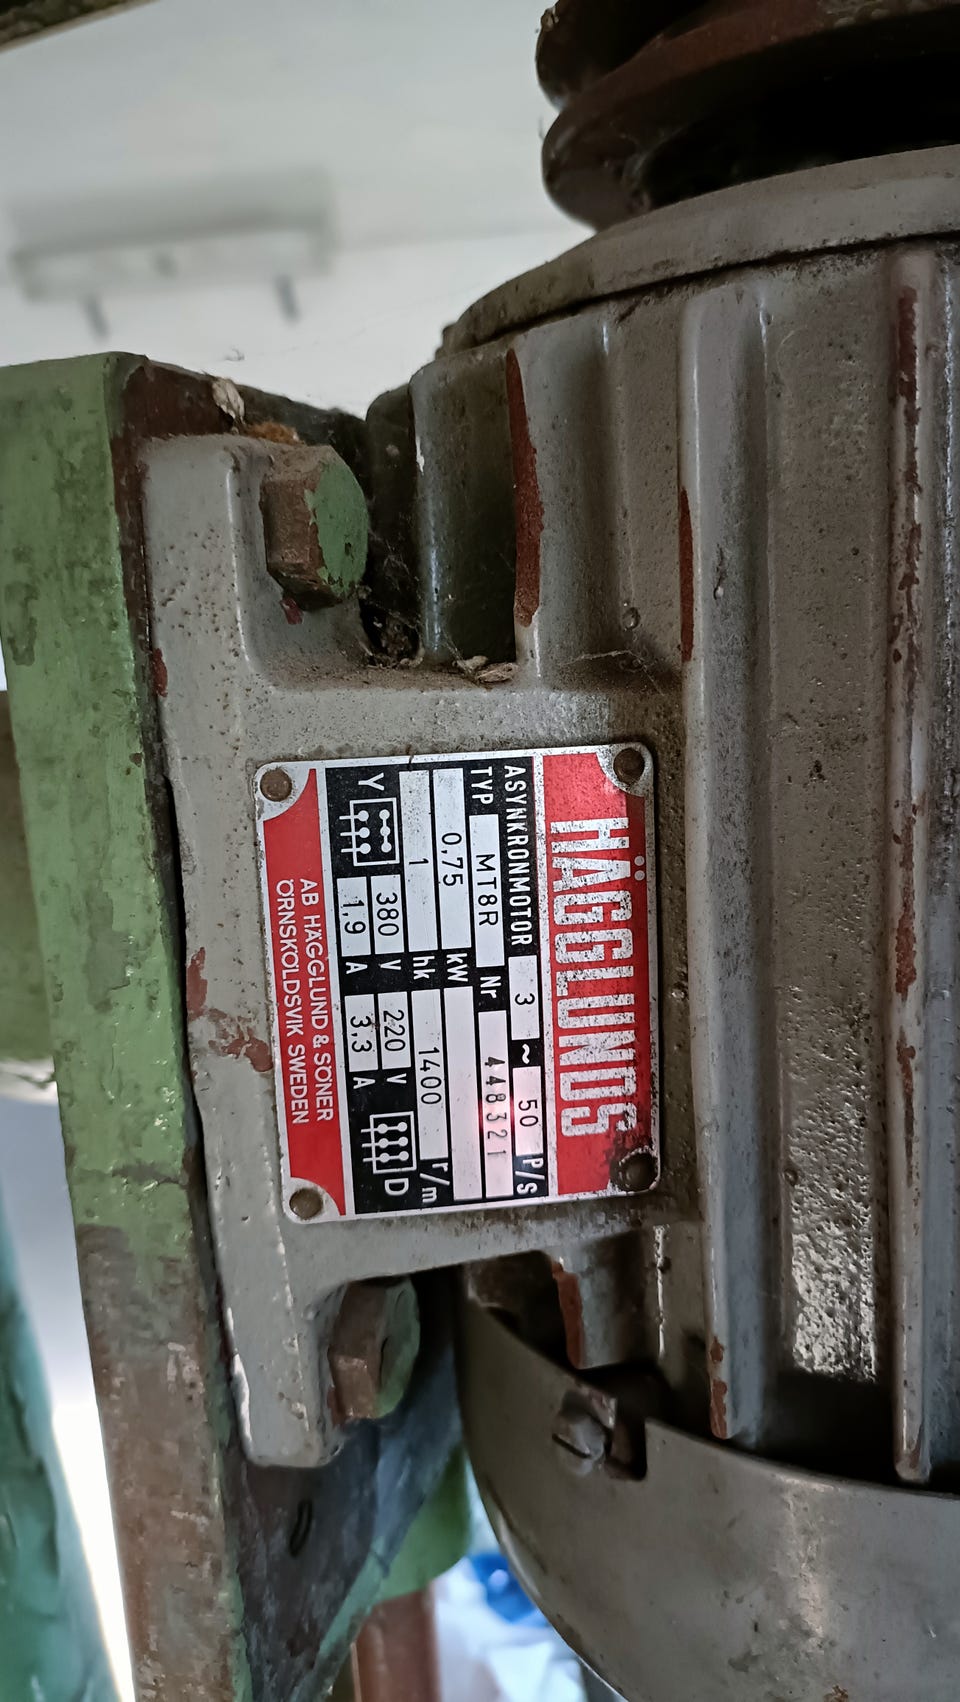 HÄGGLUNDS
ASYNKRONMOTOR 3 ~ 50 P/S
TYP MT8R Nr 448321
0,75 kW
1 hk 1400 r/m
Y 380 V 220 V D
1,9 A 3,3 A
AB HÄGGLUND & SÖNER
ÖRNSKÖLDSVIK SWEDEN